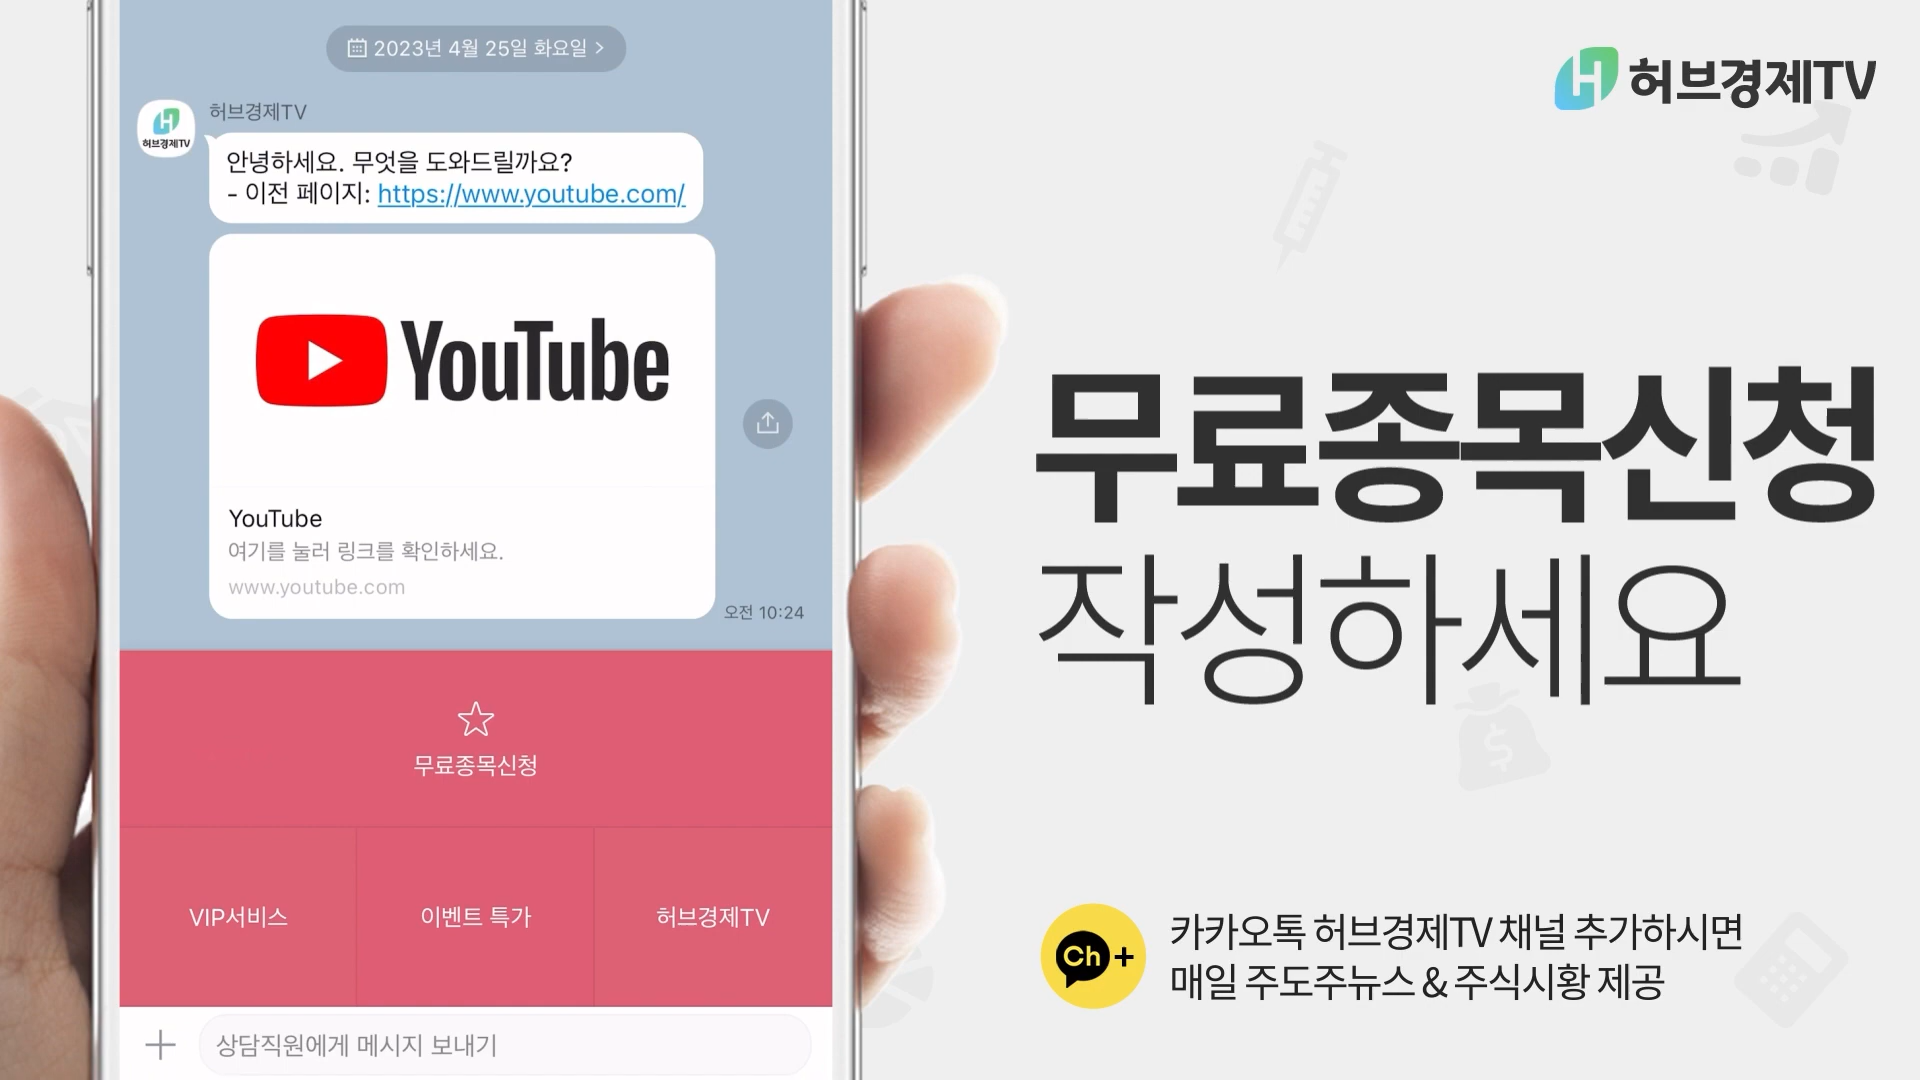 2023년 4월 25일 화요일 >
허브경제TV
허브경제TV
안녕하세요. 무엇을 도와드릴까요?
- 이전 페이지: https://www.youtube.com/
YouTube
YouTube
여기를 눌러 링크를 확인하세요.
www.youtube.com
오전 10:24
무료종목신청
VIP서비스
이벤트 특가
허브경제TV
상담직원에게 메시지 보내기
허브경제TV
무료종목신청
작성하세요
Ch+
카카오톡 허브경제TV 채널 추가하시면
매일 주도주뉴스 & 주식시황 제공